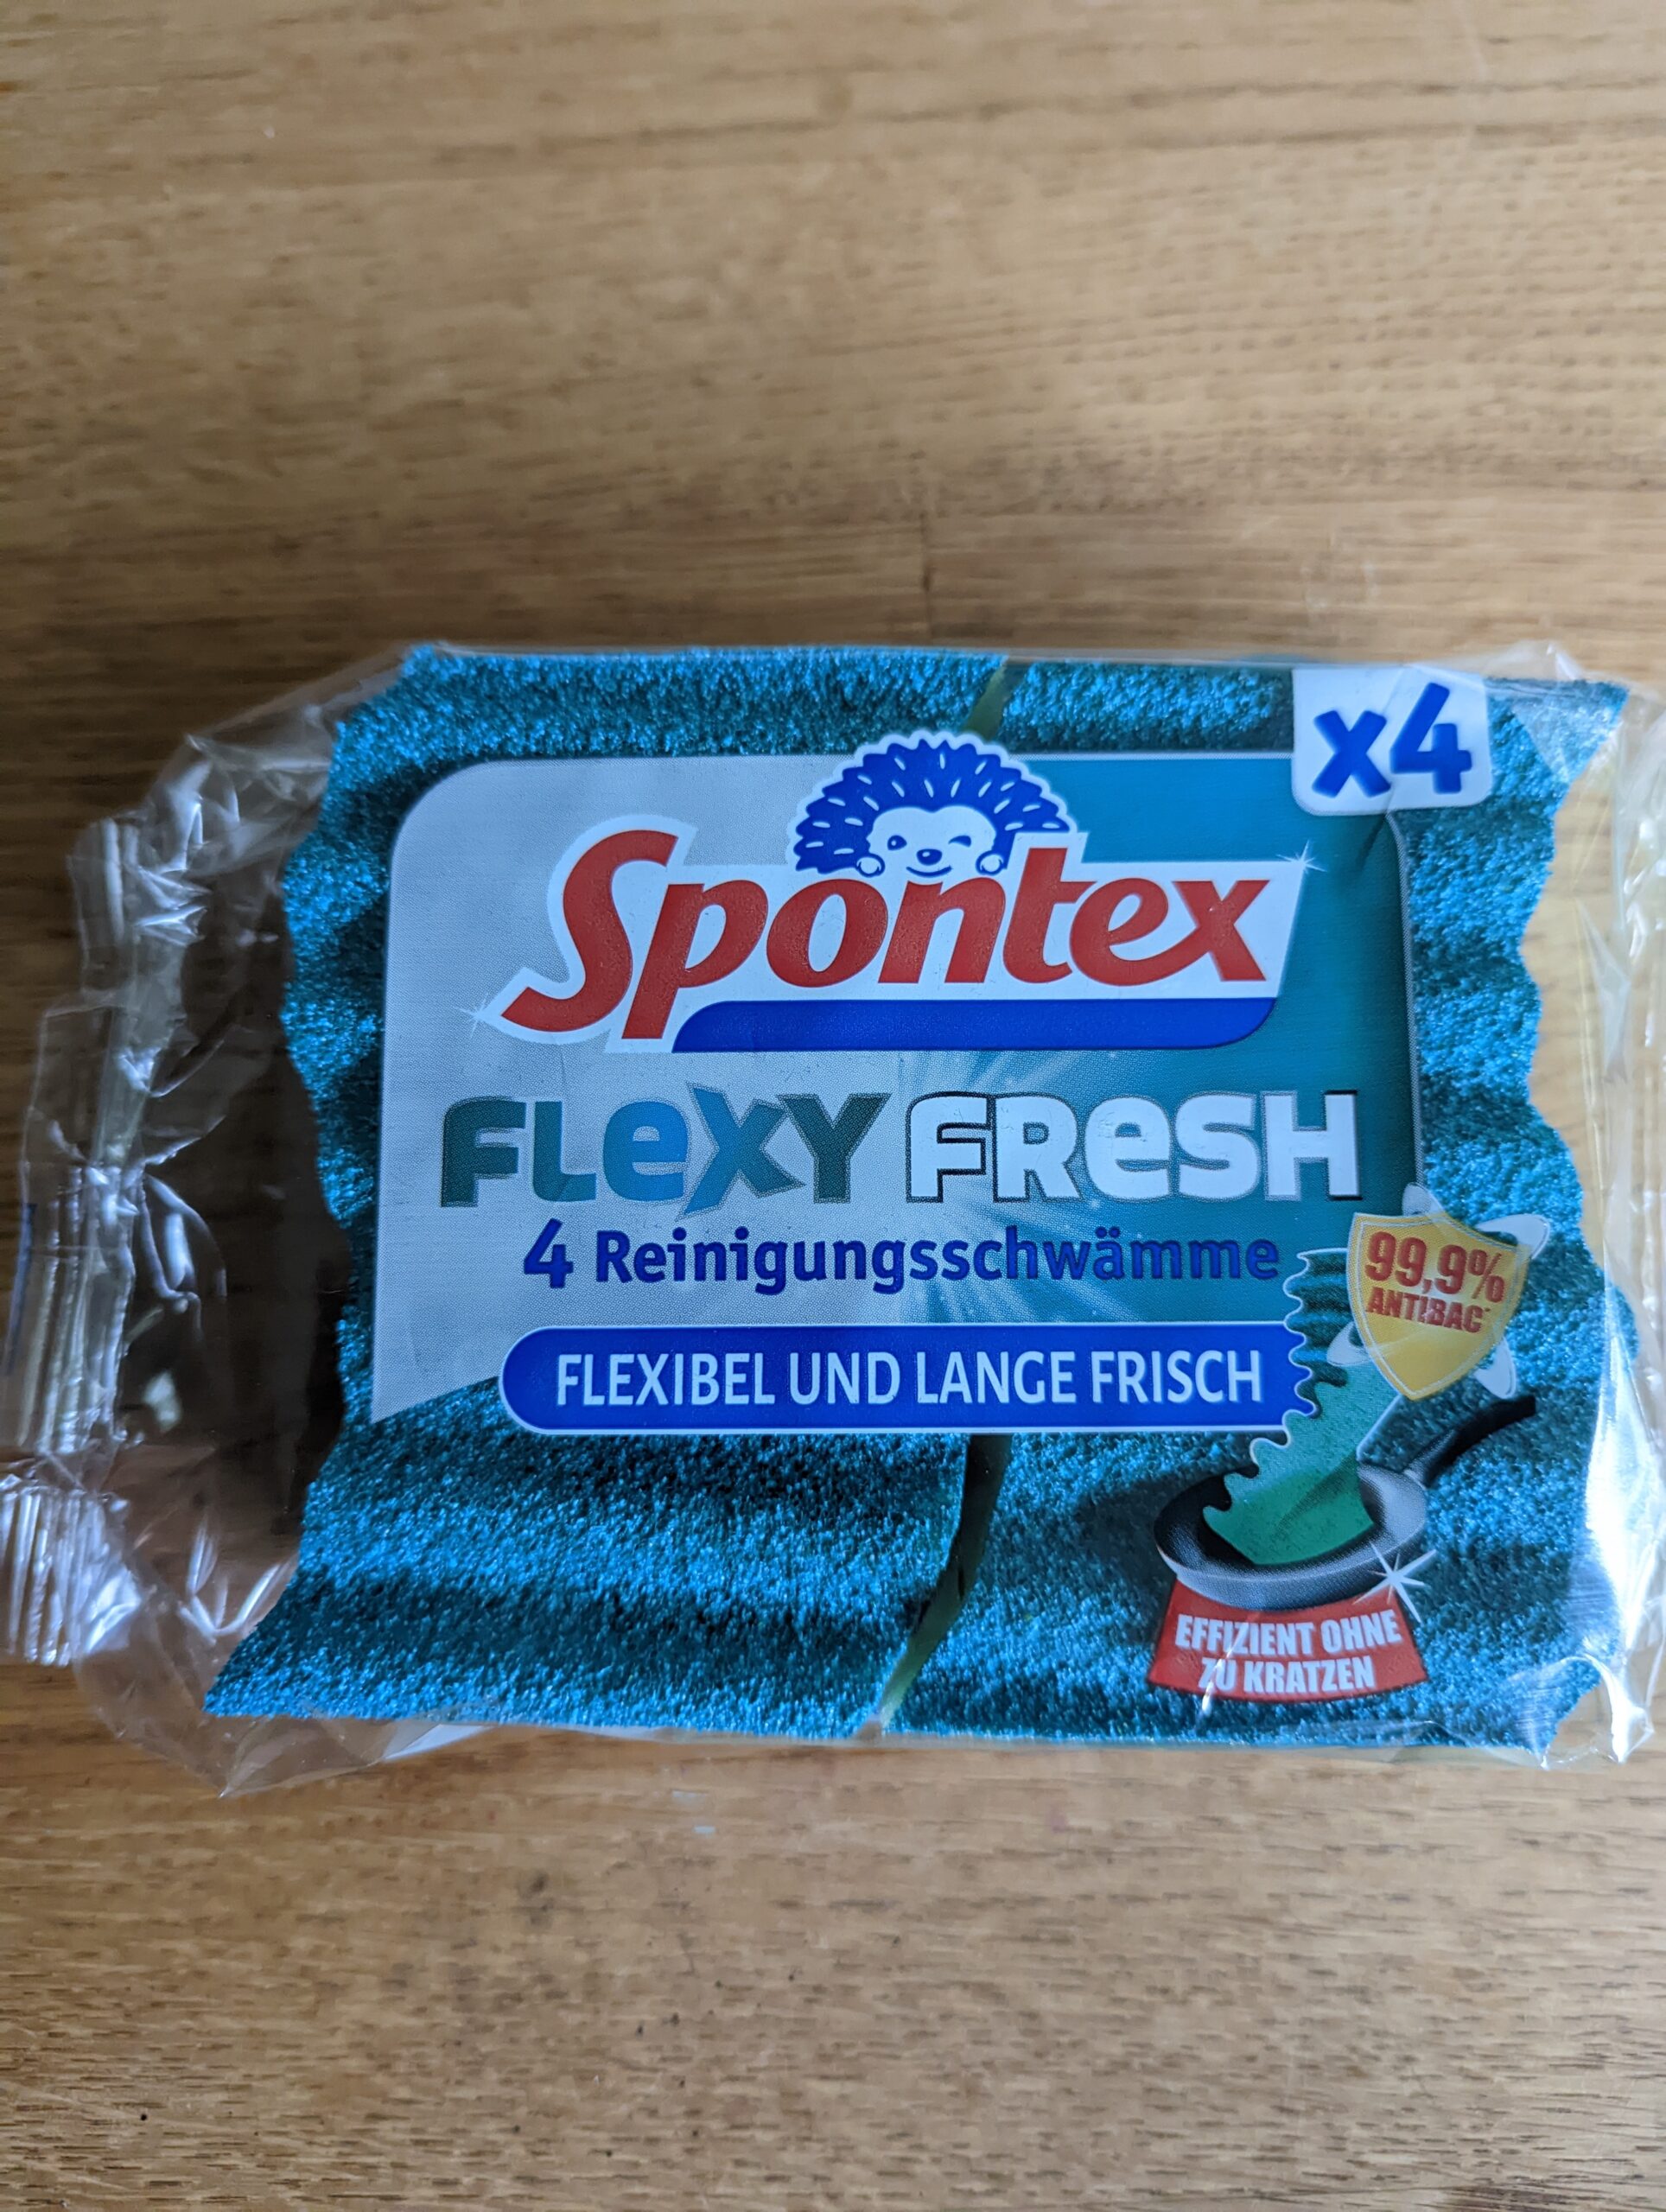 x4
Spontex
FLeXY FResH
4 Reinigungsschwämme
99,9%
ANTIBAC*
FLEXIBEL UND LANGE FRISCH
EFFIZIENT OHNE
ZU KRATZEN